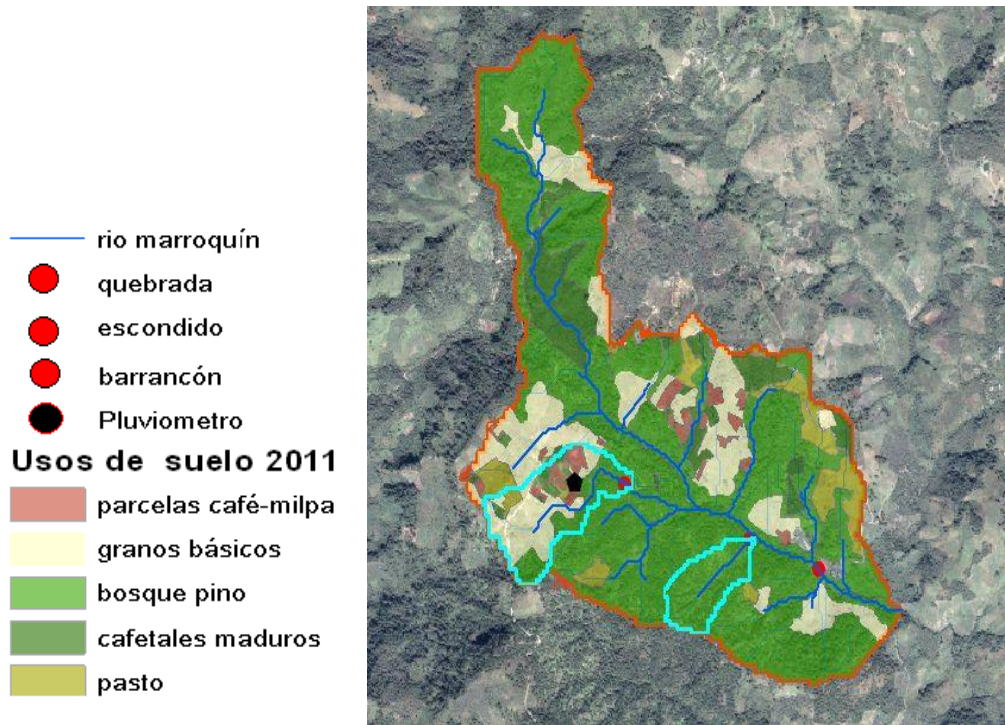 rio marroquín
quebrada
escondido
barrancón
Pluviometro
Usos de suelo 2011
parcelas café-milpa
granos básicos
bosque pino
cafetales maduros
pasto